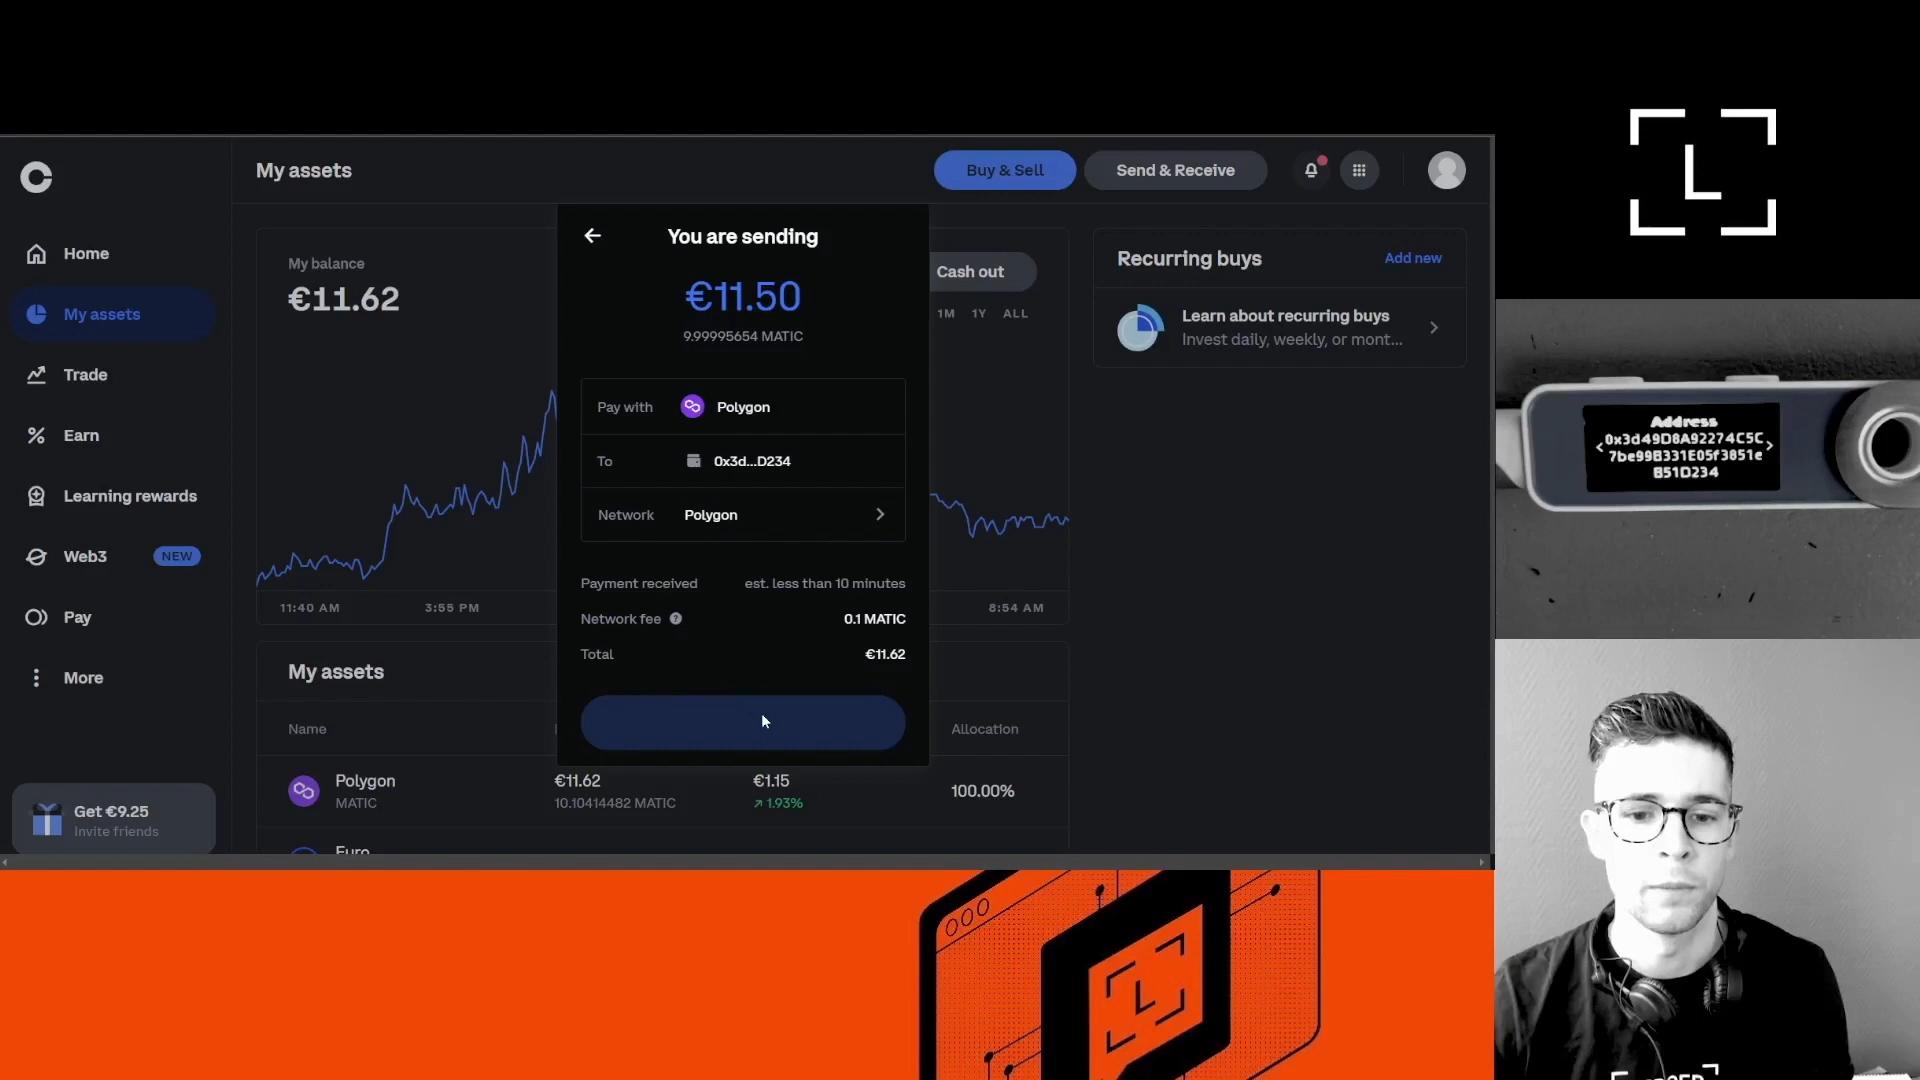 My assets
Buy & Sell
Send & Receive
Home
My assets
Trade
Earn
Learning rewards
Web3
NEW
Pay
More
Get €9.25
Invite friends
My balance
€11.62
Cash out
1M 1Y ALL
11:40 AM
3:55 PM
8:54 AM
You are sending
€11.50
9.99995654 MATIC
Pay with Polygon
To 0x3d...D234
Network Polygon
Payment received est. less than 10 minutes
Network fee 0.1 MATIC
Total €11.62
My assets
Name
Allocation
Polygon
MATIC
€11.62
10.10414482 MATIC
€1.15
↗ 1.93%
100.00%
Euro
Recurring buys
Add new
Learn about recurring buys
Invest daily, weekly, or mont...
L
Address
0x3d49D8A92274C5C
7be99B331E05f3851e
B51D234
L